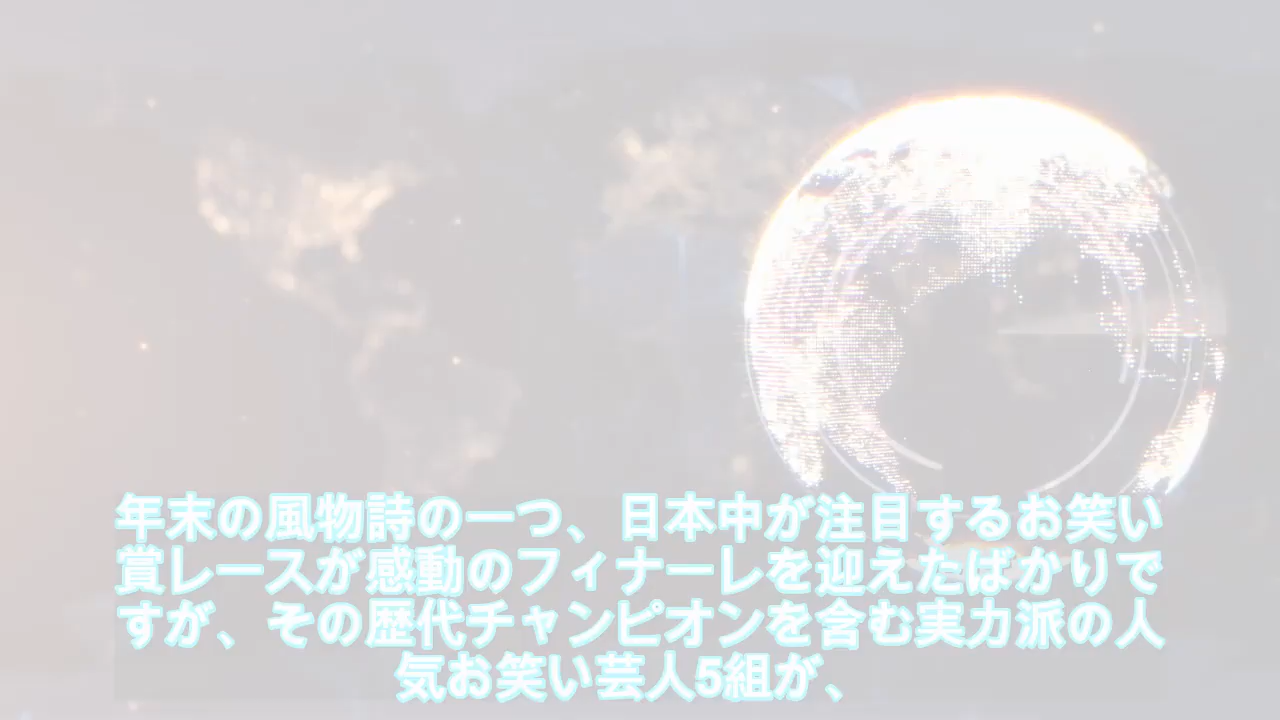 年末の風物詩の一つ、日本中が注目するお笑い
賞レースが感動のフィナーレを迎えたばかりで
すが、その歴代チャンピオンを含む実力派の人
気お笑い芸人5組が、